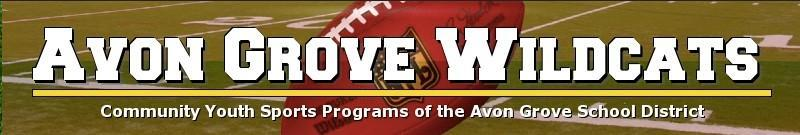 AVON GROVE WILDCATS
Community Youth Sports Programs of the Avon Grove School District